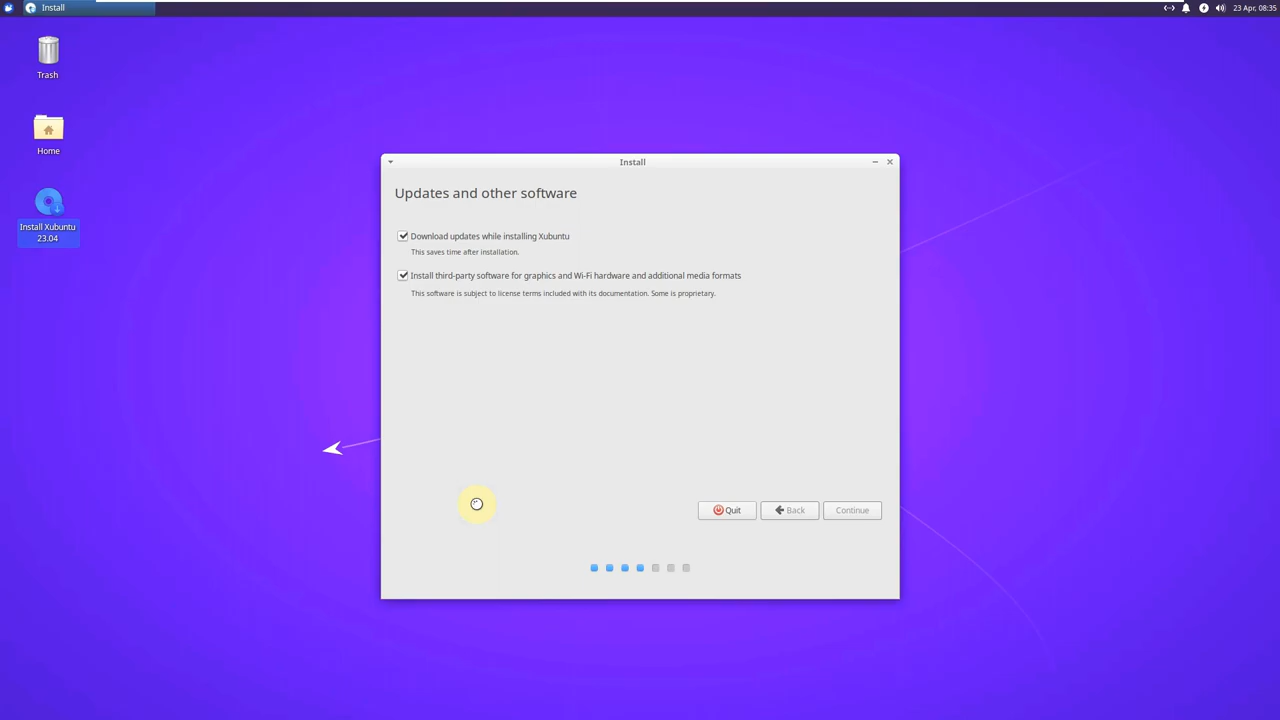 Install
23 Apr, 08:35
Trash
Home
Install Xubuntu
23.04
Install
Updates and other software
Download updates while installing Xubuntu
This saves time after installation.
Install third-party software for graphics and Wi-Fi hardware and additional media formats
This software is subject to license terms included with its documentation. Some is proprietary.
Quit
Back
Continue